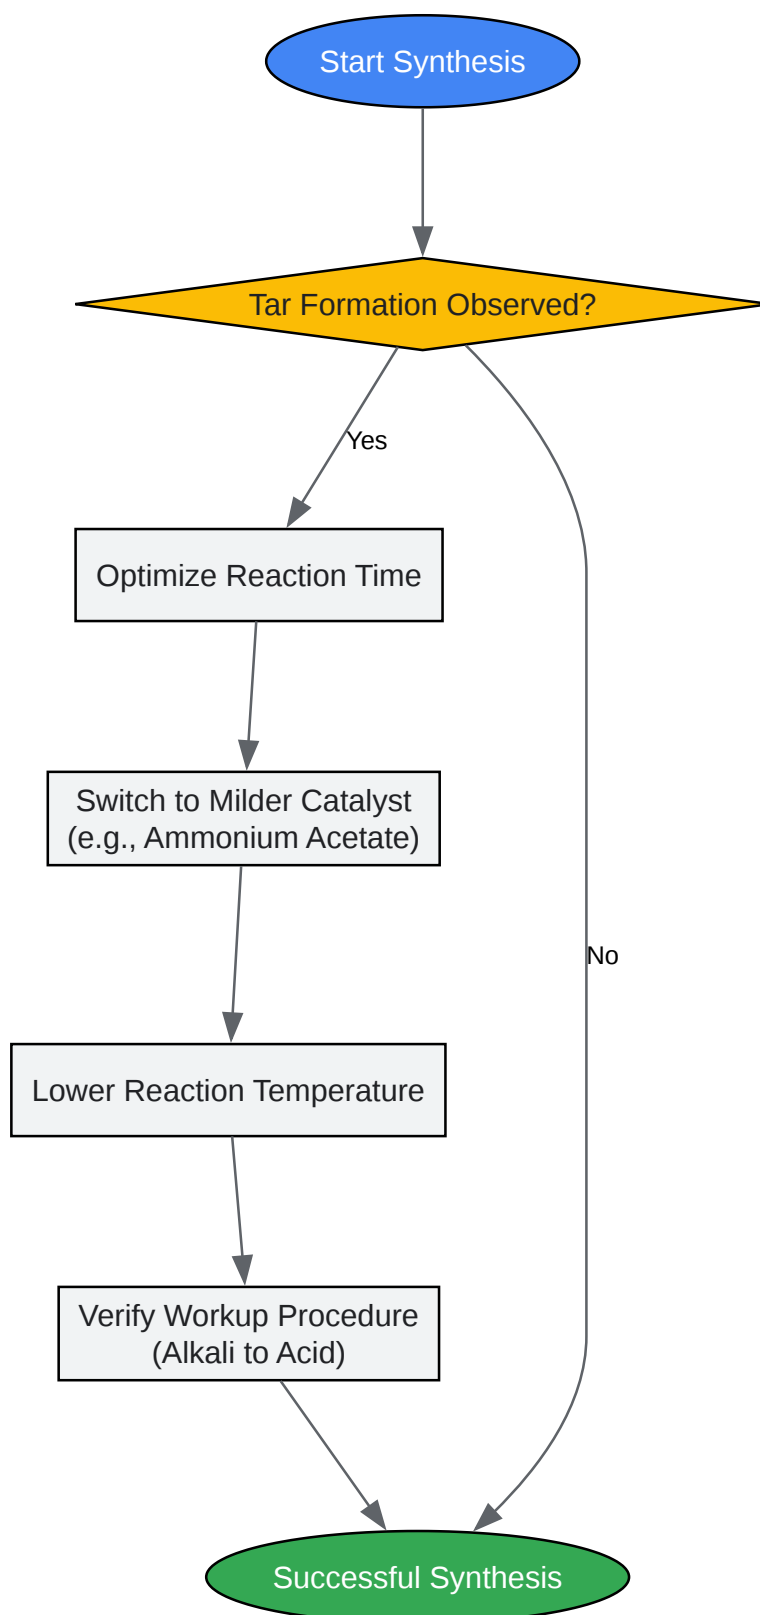 Start Synthesis
Tar Formation Observed?
Yes
Optimize Reaction Time
Switch to Milder Catalyst
(e.g., Ammonium Acetate)
No
Lower Reaction Temperature
Verify Workup Procedure
(Alkali to Acid)
Successful Synthesis